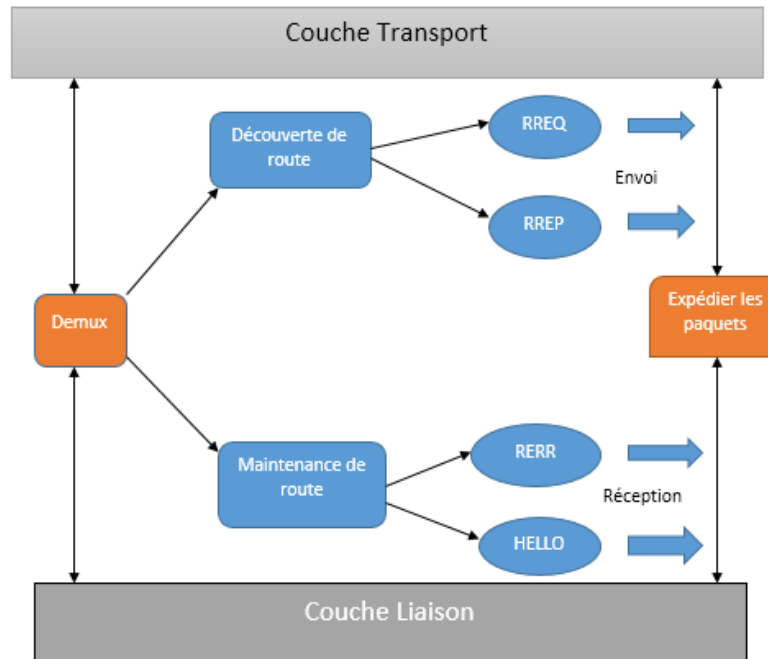 Couche Transport
Découverte de
route
RREQ
Envoi
RREP
Demux
Expédier les
paquets
Maintenance de
route
RERR
Réception
HELLO
Couche Liaison